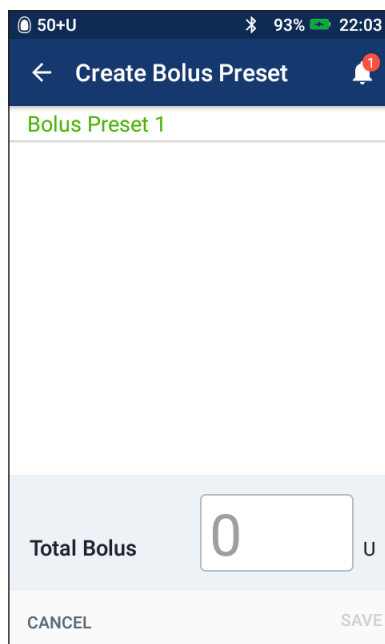 50+U 93% 22:03
Create Bolus Preset 1
Bolus Preset 1
Total Bolus 0 U
CANCEL SAVE